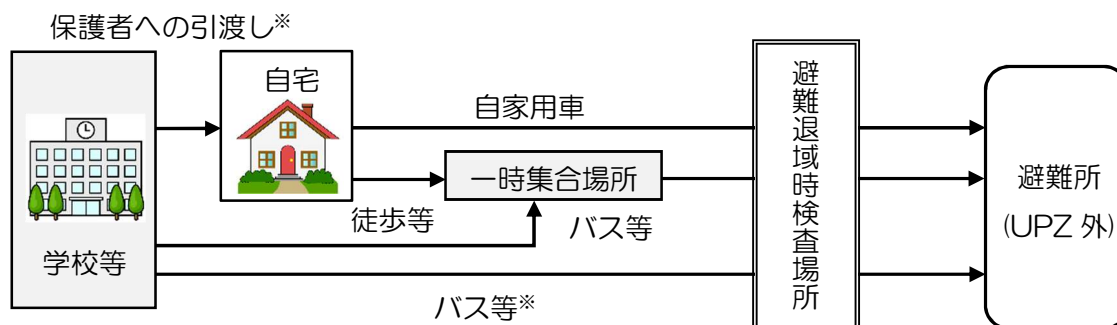 保護者への引渡し※
自宅
自家用車
一時集合場所
徒歩等
バス等
学校等
バス等※
避難退域時検査場所
避難所
(UPZ 外)